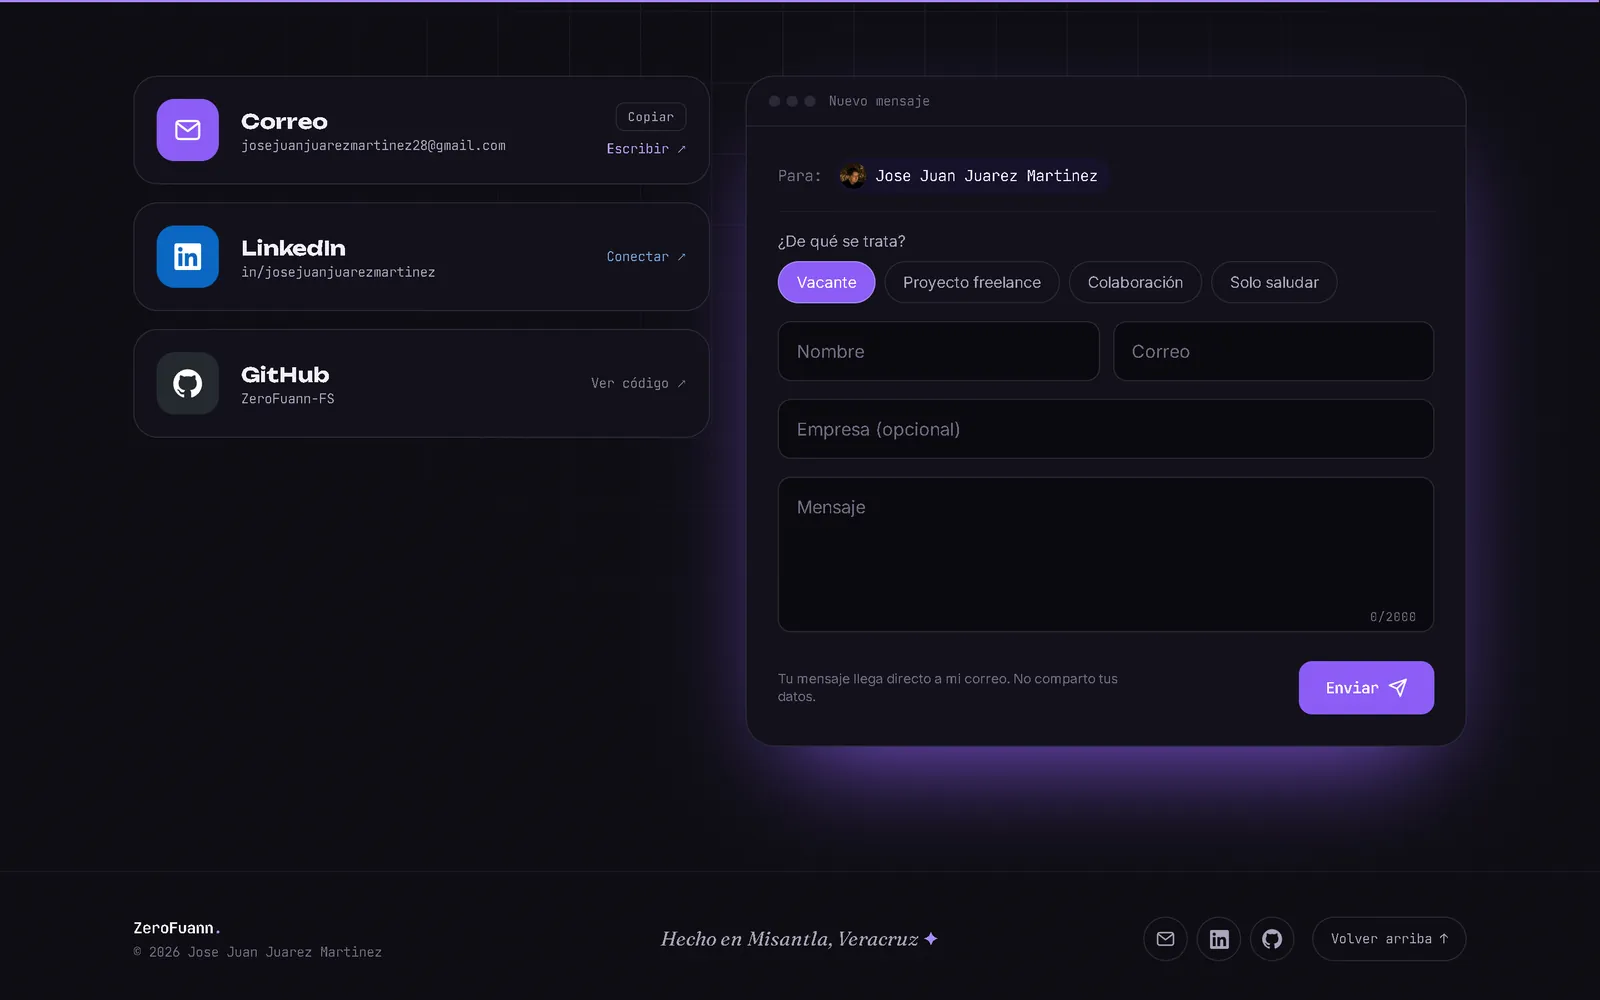 Correo
josejuanjuarezmartinez28@gmail.com
Copiar
Escribir ↗
LinkedIn
in/josejuanjuarezmartinez
Conectar ↗
GitHub
ZeroFuann-FS
Ver código ↗
Nuevo mensaje
Para: Jose Juan Juarez Martinez
¿De qué se trata?
Vacante Proyecto freelance Colaboración Solo saludar
Nombre Correo
Empresa (opcional)
Mensaje
0/2000
Tu mensaje llega directo a mi correo. No comparto tus
datos.
Enviar
ZeroFuann.
© 2026 Jose Juan Juarez Martinez
Hecho en Misantla, Veracruz ✦
Volver arriba ↑